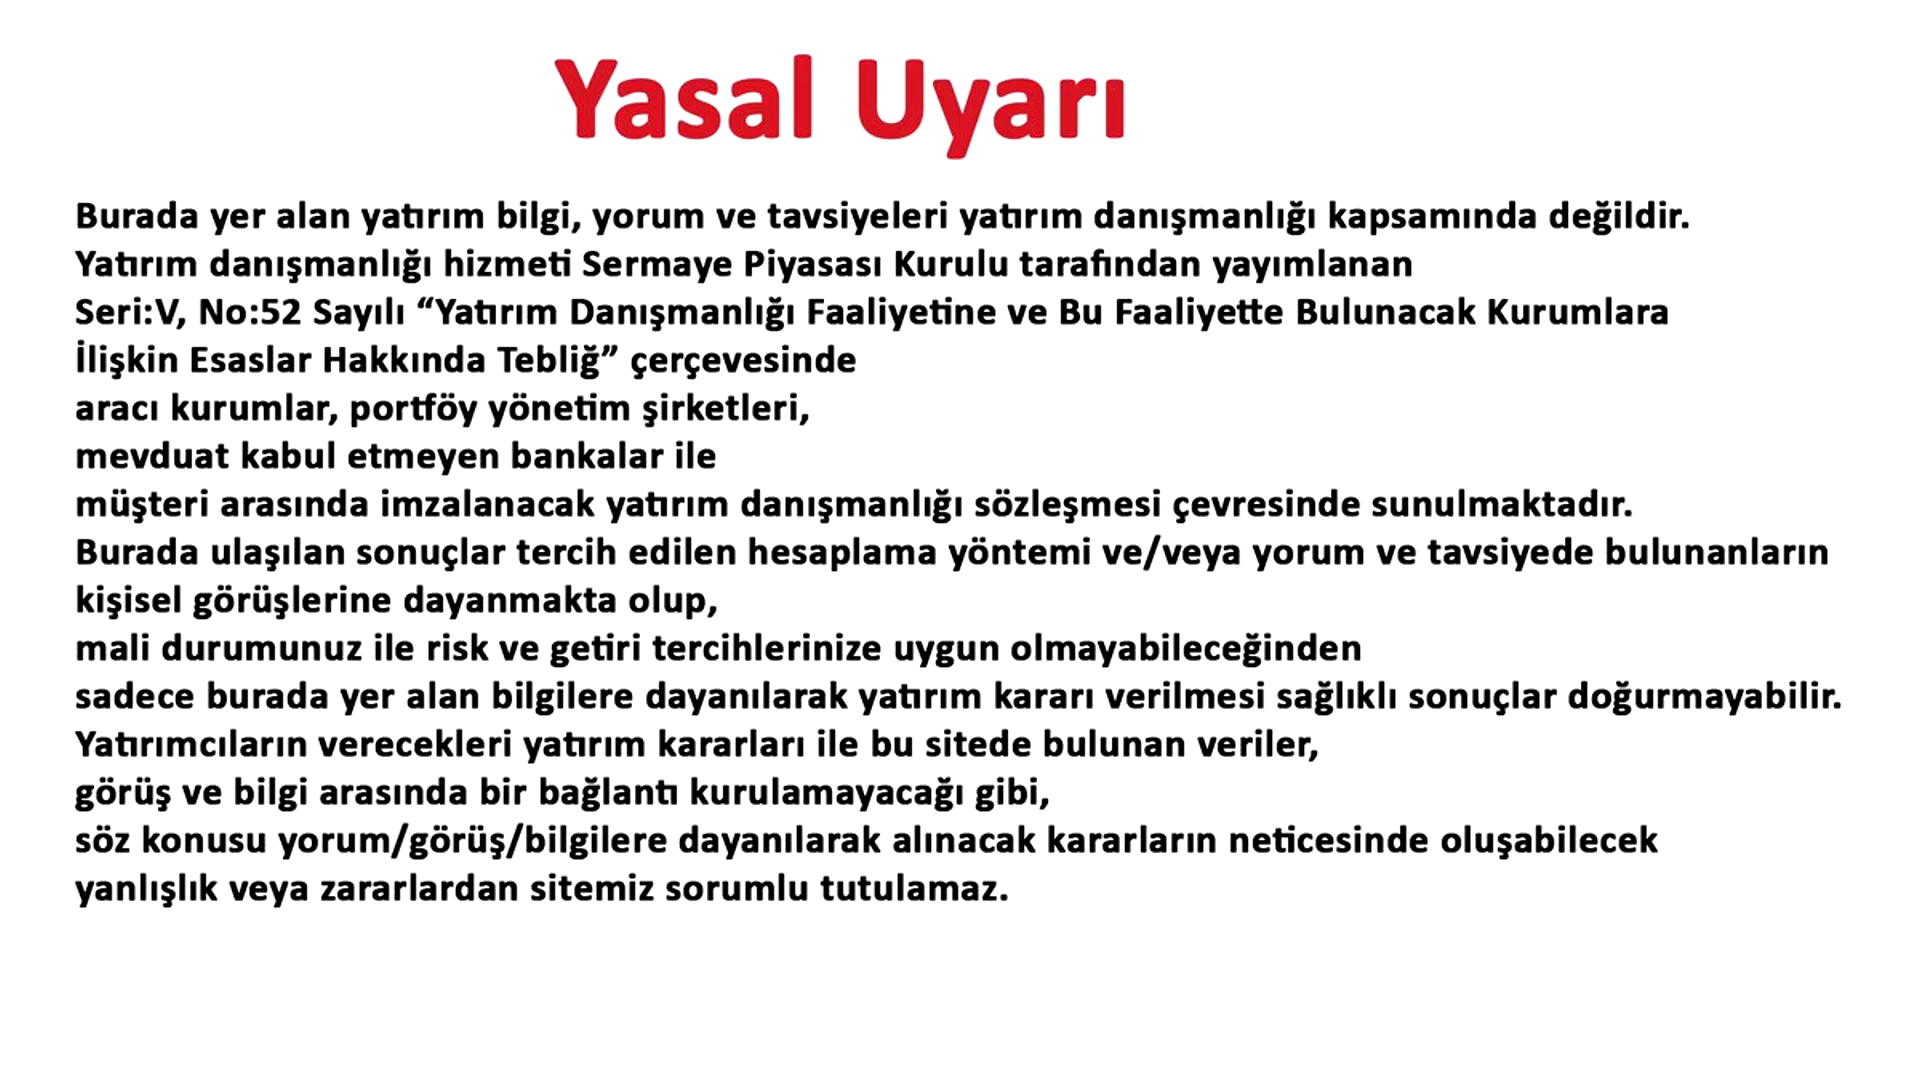 Yasal Uyarı
Burada yer alan yatırım bilgi, yorum ve tavsiyeleri yatırım danışmanlığı kapsamında değildir.
Yatırım danışmanlığı hizmeti Sermaye Piyasası Kurulu tarafından yayımlanan
Seri:V, No:52 Sayılı “Yatırım Danışmanlığı Faaliyetine ve Bu Faaliyette Bulunacak Kurumlara
İlişkin Esaslar Hakkında Tebliğ” çerçevesinde
aracı kurumlar, portföy yönetim şirketleri,
mevduat kabul etmeyen bankalar ile
müşteri arasında imzalanacak yatırım danışmanlığı sözleşmesi çevresinde sunulmaktadır.
Burada ulaşılan sonuçlar tercih edilen hesaplama yöntemi ve/veya yorum ve tavsiyede bulunanların
kişisel görüşlerine dayanmakta olup,
mali durumunuz ile risk ve getiri tercihlerinize uygun olmayabileceğinden
sadece burada yer alan bilgilere dayanılarak yatırım kararı verilmesi sağlıklı sonuçlar doğurmayabilir.
Yatırımcıların verecekleri yatırım kararları ile bu sitede bulunan veriler,
görüş ve bilgi arasında bir bağlantı kurulamayacağı gibi,
söz konusu yorum/görüş/bilgilere dayanılarak alınacak kararların neticesinde oluşabilecek
yanlışlık veya zararlardan sitemiz sorumlu tutulamaz.